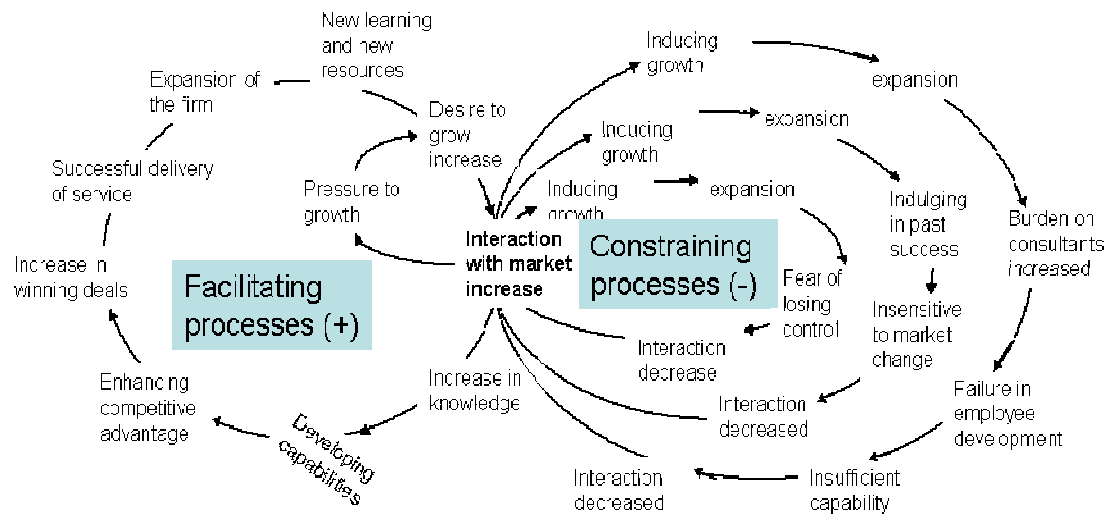 New learning
and new
resources
Expansion of
the firm
Successful delivery
of service
Increase in
winning deals
Enhancing
competitive
advantage
Developing
capabilities
Increase in
knowledge
Pressure to
growth
Desire to
grow
increase
Facilitating
processes (+)
Interaction
with market
increase
Constraining
processes (-)
Inducing
growth
expansion
Fear of
losing
control
Interaction
decrease
Inducing
growth
expansion
Indulging
in past
success
Insensitive
to market
change
Interaction
decreased
Inducing
growth
expansion
Burden on
consultants
increased
Failure in
employee
development
Insufficient
capability
Interaction
decreased